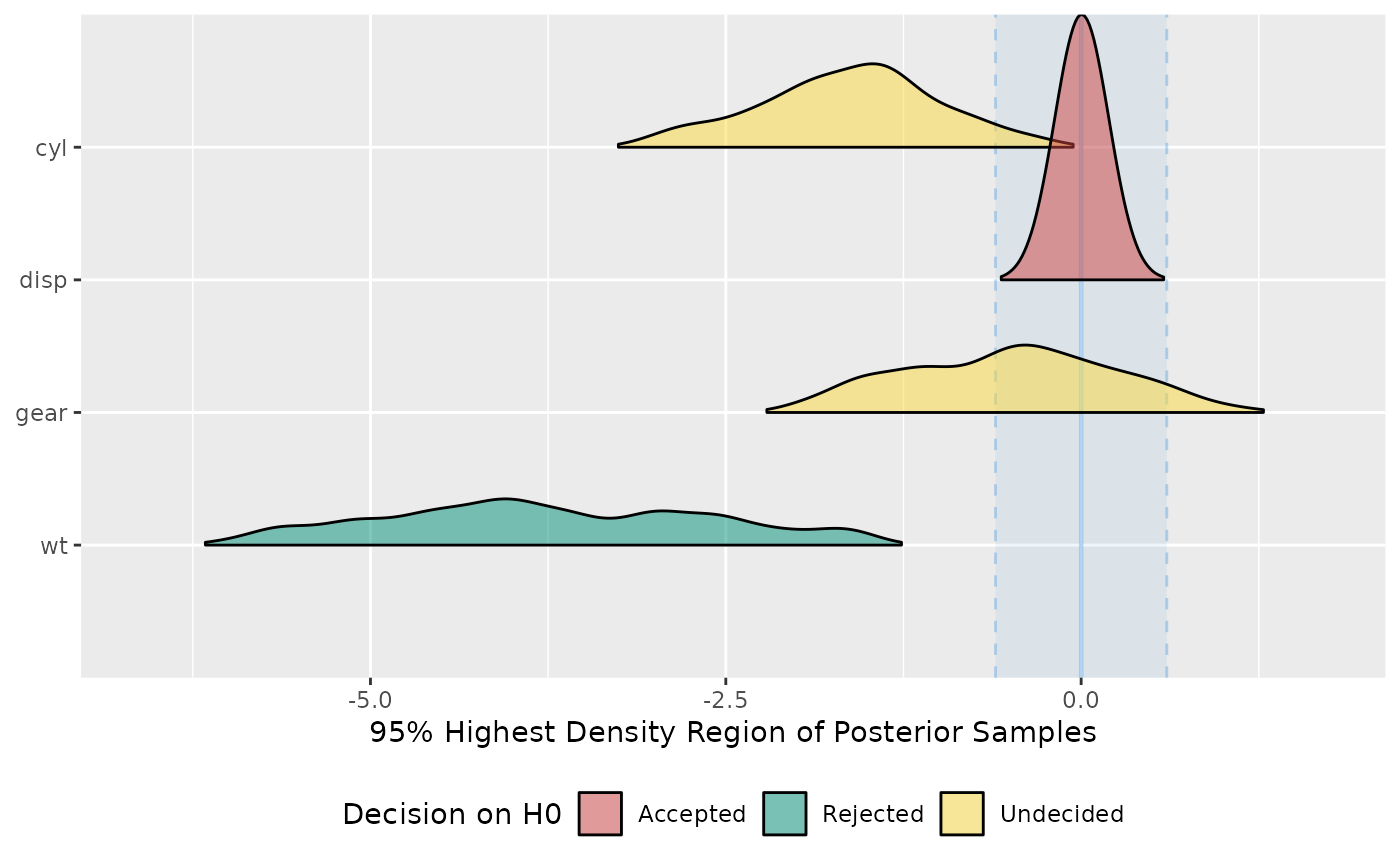 cyl
disp
gear
wt
-5.0 -2.5 0.0
95% Highest Density Region of Posterior Samples
Decision on H0 Accepted Rejected Undecided